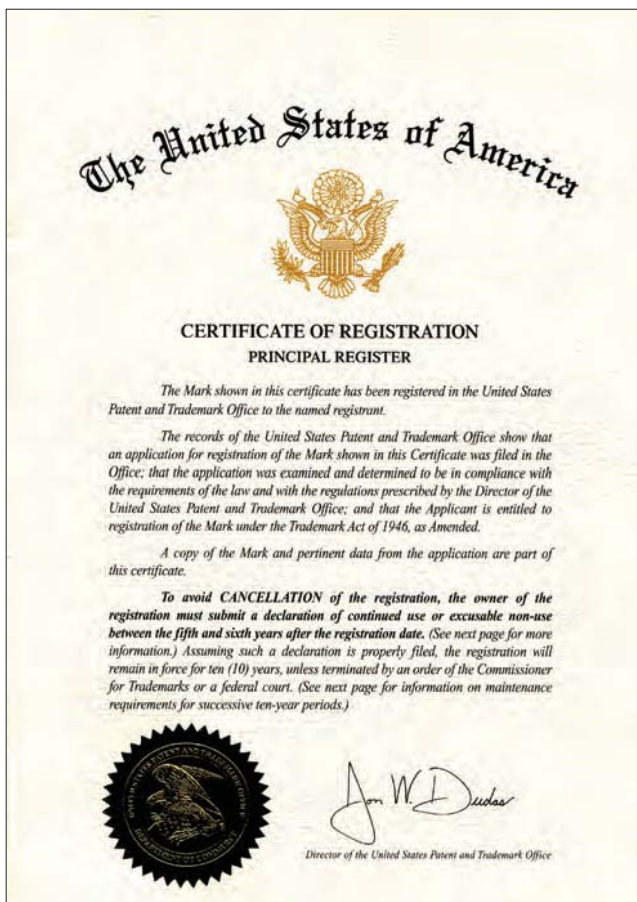 The United States of America
CERTIFICATE OF REGISTRATION
PRINCIPAL REGISTER
The Mark shown in this certificate has been registered in the United States
Patent and Trademark Office to the named registrant.
The records of the United States Patent and Trademark Office show that
an application for registration of the Mark shown in this Certificate was filed in the
Office; that the application was examined and determined to be in compliance with
the requirements of the law and with the regulations prescribed by the Director of the
United States Patent and Trademark Office; and that the Applicant is entitled to
registration of the Mark under the Trademark Act of 1946, as Amended.
A copy of the Mark and pertinent data from the application are part of
this certificate.
To avoid CANCELLATION of the registration, the owner of the
registration must submit a declaration of continued use or excusable non-use
between the fifth and sixth years after the registration date. (See next page for more
information.) Assuming such a declaration is properly filed, the registration will
remain in force for ten (10) years, unless terminated by an order of the Commissioner
for Trademarks or a federal court. (See next page for information on maintenance
requirements for successive ten-year periods.)
UNITED STATES PATENT AND TRADEMARK OFFICE
DEPARTMENT OF COMMERCE
Jon W. Dudas
Director of the United States Patent and Trademark Office